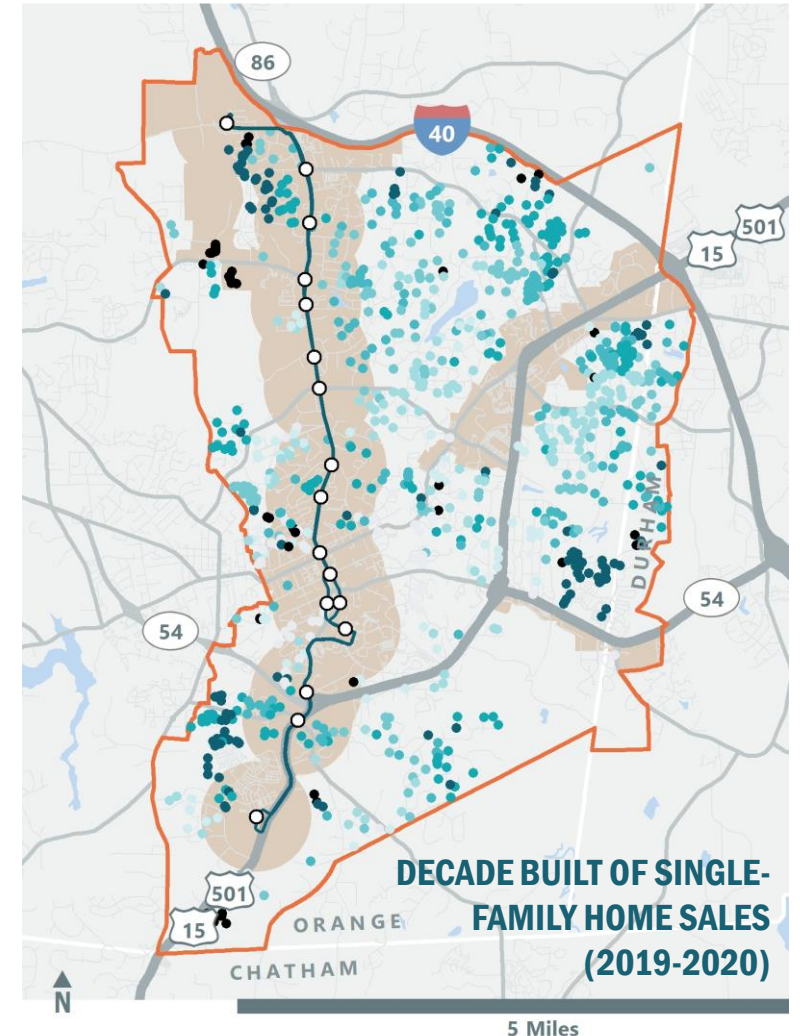 86
40
501
15
DURHAM
54
54
501
15
ORANGE
CHATHAM
DECADE BUILT OF SINGLE-
FAMILY HOME SALES
(2019-2020)
N
5 Miles